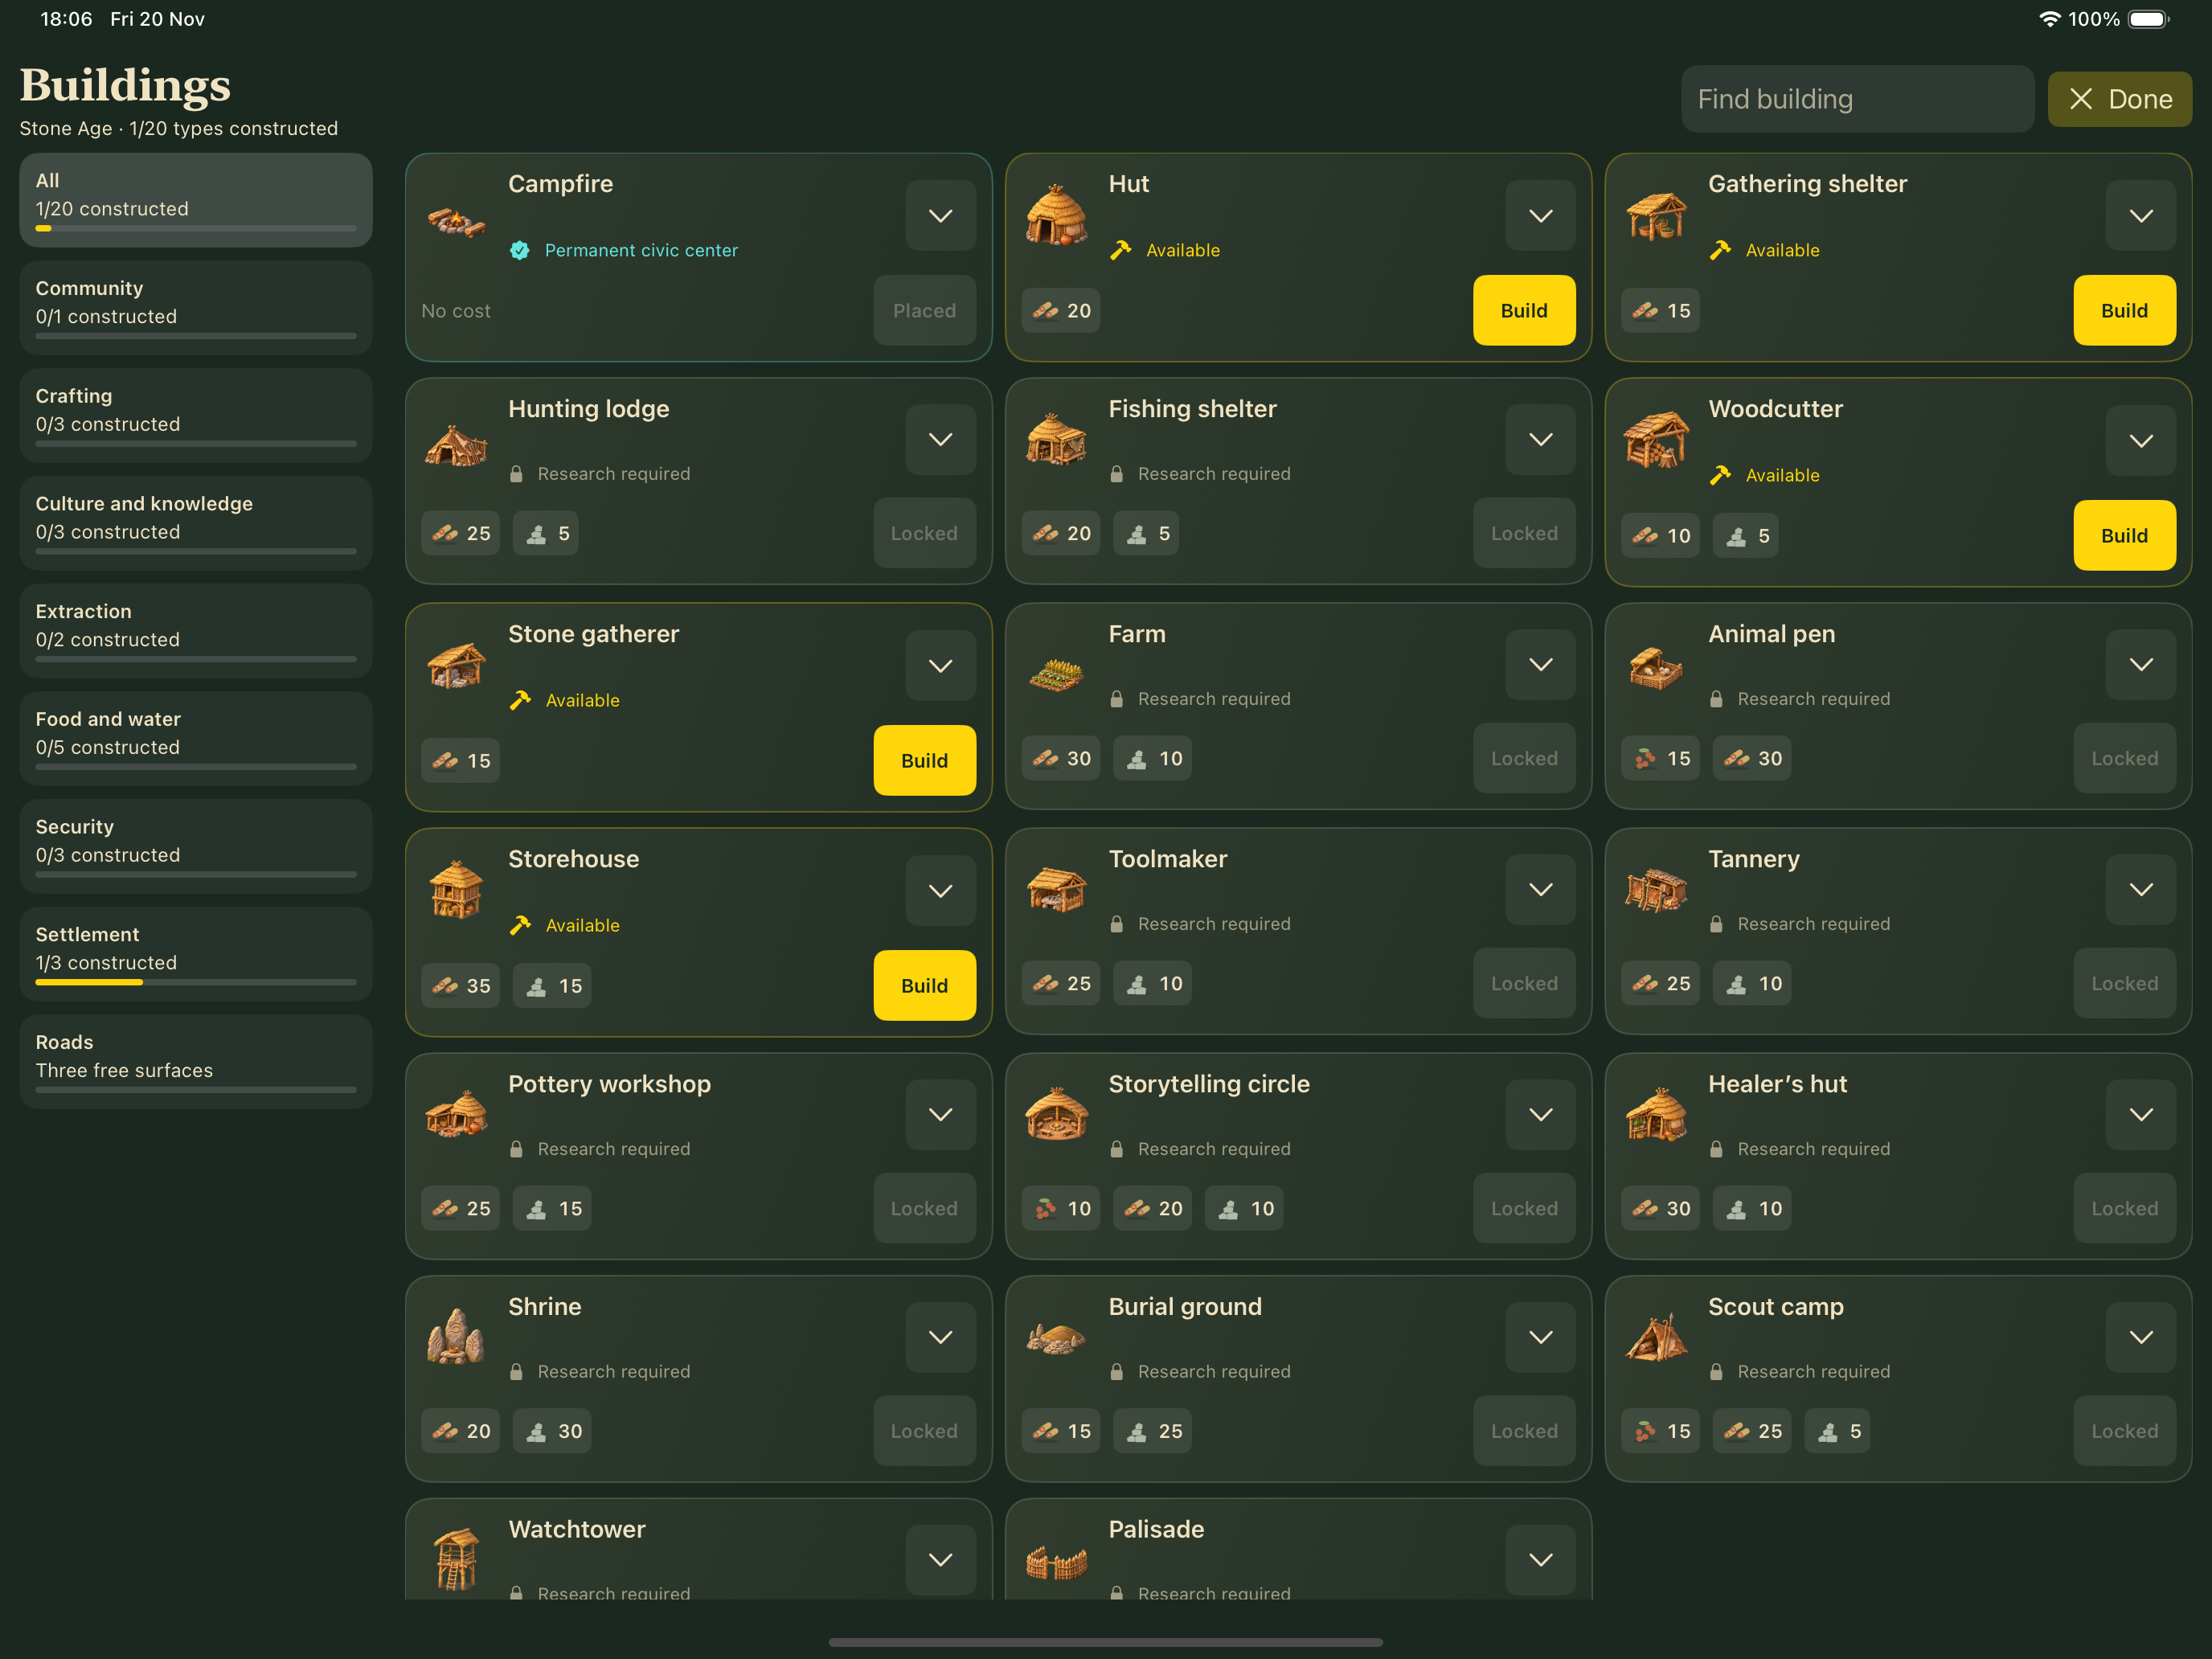 18:06 Fri 20 Nov
100%
Buildings
Stone Age · 1/20 types constructed
Find building
Done
All
1/20 constructed
Community
0/1 constructed
Crafting
0/3 constructed
Culture and knowledge
0/3 constructed
Extraction
0/2 constructed
Food and water
0/5 constructed
Security
0/3 constructed
Settlement
1/3 constructed
Roads
Three free surfaces
Campfire
Permanent civic center
No cost
Placed
Hut
Available
20
Build
Gathering shelter
Available
15
Build
Hunting lodge
Research required
25 5
Locked
Fishing shelter
Research required
20 5
Locked
Woodcutter
Available
10 5
Build
Stone gatherer
Available
15
Build
Farm
Research required
30 10
Locked
Animal pen
Research required
15 30
Locked
Storehouse
Available
35 15
Build
Toolmaker
Research required
25 10
Locked
Tannery
Research required
25 10
Locked
Pottery workshop
Research required
25 15
Locked
Storytelling circle
Research required
10 20 10
Locked
Healer’s hut
Research required
30 10
Locked
Shrine
Research required
20 30
Locked
Burial ground
Research required
15 25
Locked
Scout camp
Research required
15 25 5
Locked
Watchtower
Research required
Palisade
Research required